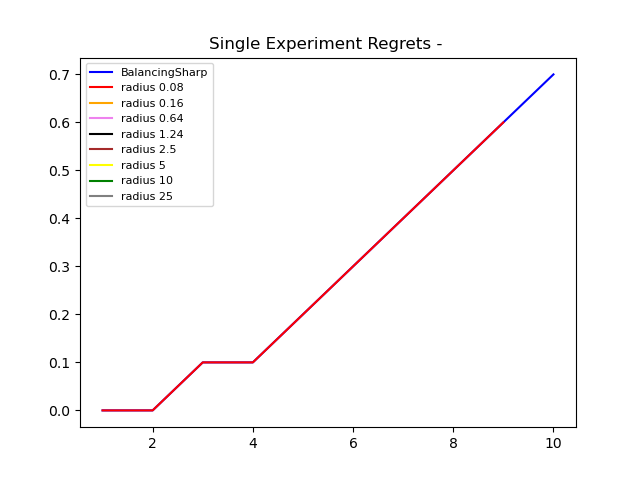 Single Experiment Regrets -
BalancingSharp
radius 0.08
radius 0.16
radius 0.64
radius 1.24
radius 2.5
radius 5
radius 10
radius 25
0.7
0.6
0.5
0.4
0.3
0.2
0.1
0.0
2 4 6 8 10